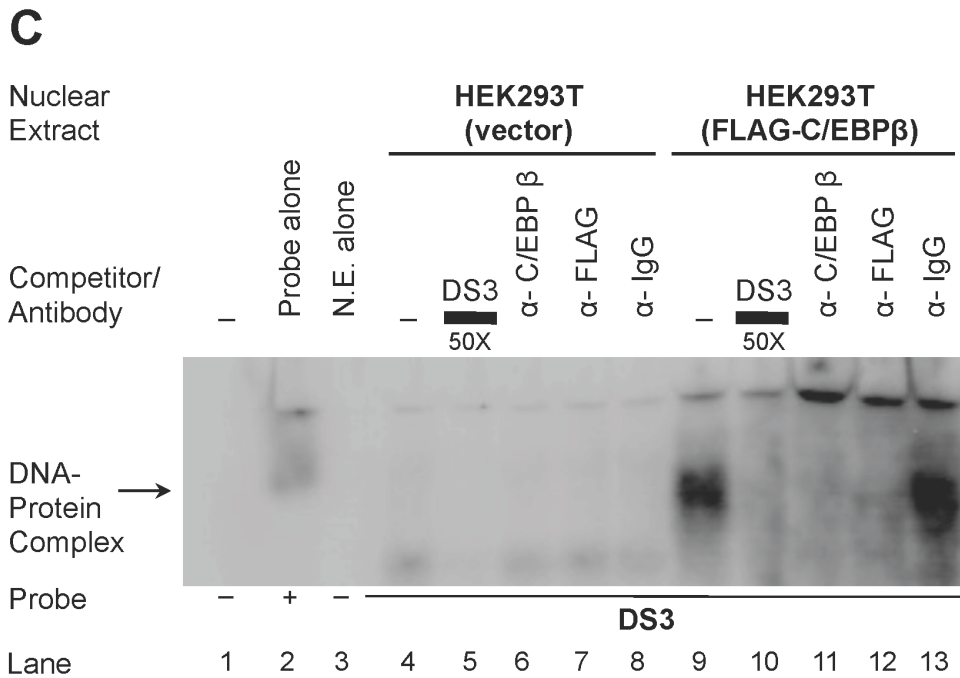 C
Nuclear
Extract
HEK293T
(vector)
HEK293T
(FLAG-C/EBPβ)
Competitor/
Antibody
–
Probe alone
N.E. alone
–
DS3
50X
α- C/EBP β
α- FLAG
α- IgG
–
DS3
50X
α- C/EBP β
α- FLAG
α- IgG
DNA-
Protein
Complex
Probe – + –
DS3
Lane 1 2 3 4 5 6 7 8 9 10 11 12 13